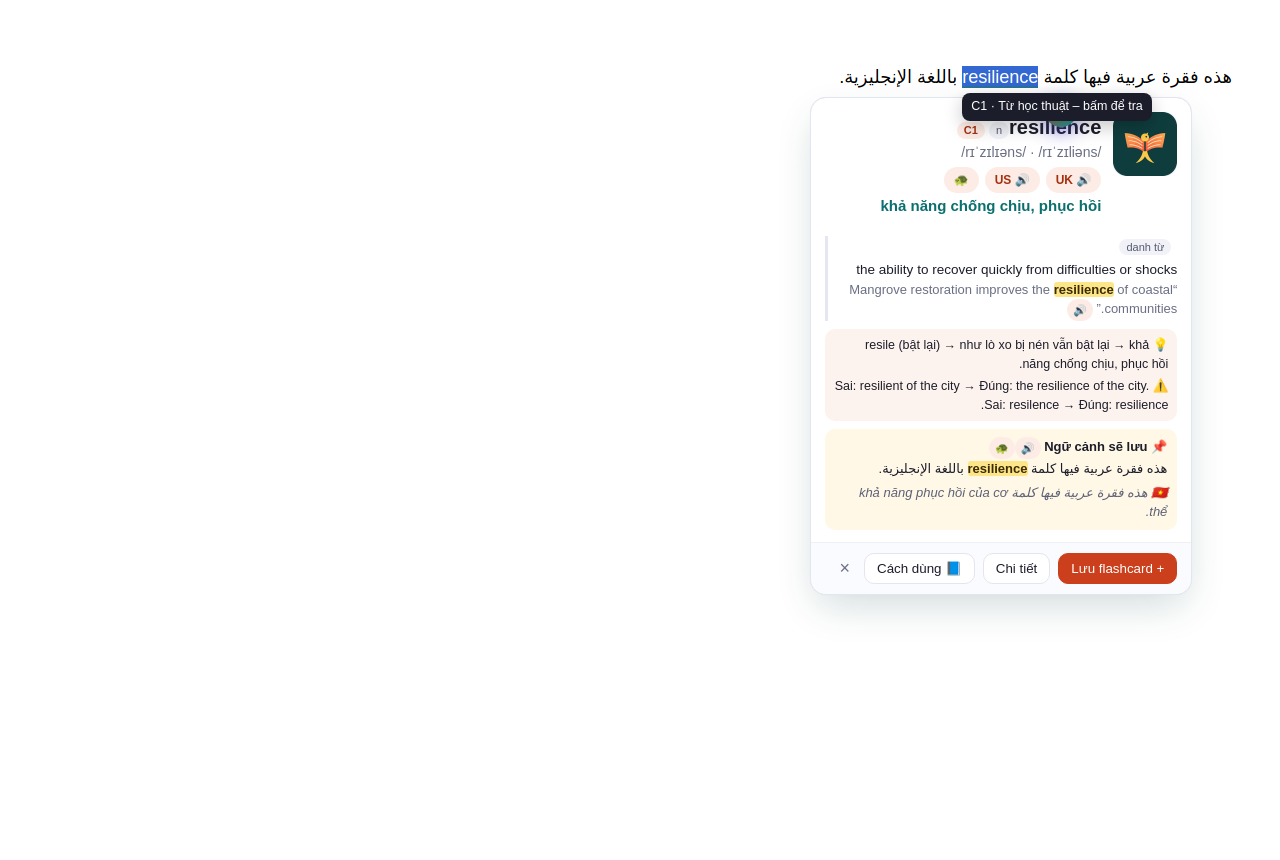 هذه فقرة عربية فيها كلمة resilience باللغة الإنجليزية.
C1 · Từ học thuật – bấm để tra
resilience n C1
/rɪˈzɪlɪəns/ · /rɪˈzɪliəns/
UK 🔊 US 🔊 🐢
khả năng chống chịu, phục hồi
danh từ
the ability to recover quickly from difficulties or shocks
“Mangrove restoration improves the resilience of coastal
communities.” 🔊
💡 resile (bật lại) → như lò xo bị nén vẫn bật lại → khả
năng chống chịu, phục hồi.
⚠️ Sai: resilient of the city → Đúng: the resilience of the city.
Sai: resilence → Đúng: resilience.
📌 Ngữ cảnh sẽ lưu 🔊 🐢
هذه فقرة عربية فيها كلمة resilience باللغة الإنجليزية.
🇻🇳 هذه فقرة عربية فيها كلمة khả năng phục hồi của cơ
thể.
+ Lưu flashcard Chi tiết 📘 Cách dùng ×